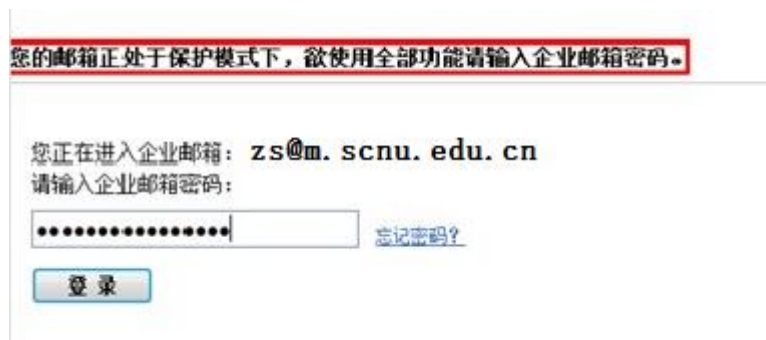 您的邮箱正处于保护模式下，欲使用全部功能请输入企业邮箱密码。
您正在进入企业邮箱：zs@m.scnu.edu.cn
请输入企业邮箱密码：
忘记密码？
登 录